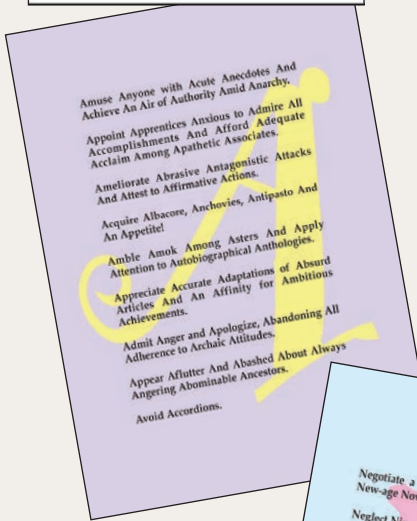 Amuse Anyone with Acute Anecdotes And
Achieve An Air of Authority Amid Anarchy.
Appoint Apprentices Anxious to Admire All
Accomplishments And Afford Adequate
Acclaim Among Apathetic Associates.
Ameliorate Abrasive Antagonistic Attacks
And Attest to Affirmative Actions.
Acquire Albacore, Anchovies, Antipasto And
An Appetite!
Amble Amok Among Asters And Apply
Attention to Autobiographical Anthologies.
Appreciate Accurate Adaptations of Absurd
Articles And An Affinity for Ambitious
Achievements.
Admit Anger and Apologize, Abandoning All
Adherence to Archaic Attitudes.
Appear Aflutter And Abashed About Always
Angering Abominable Ancestors.
Avoid Accordions.
Negotiate a
New-age
Neglect